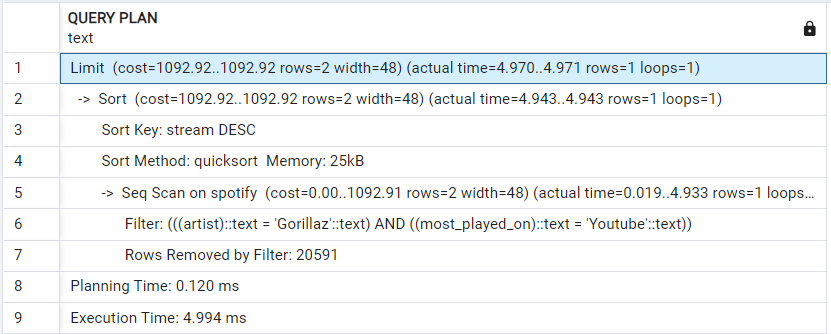 QUERY PLAN
text
1 Limit (cost=1092.92..1092.92 rows=2 width=48) (actual time=4.970..4.971 rows=1 loops=1)
2 -> Sort (cost=1092.92..1092.92 rows=2 width=48) (actual time=4.943..4.943 rows=1 loops=1)
3 Sort Key: stream DESC
4 Sort Method: quicksort Memory: 25kB
5 -> Seq Scan on spotify (cost=0.00..1092.91 rows=2 width=48) (actual time=0.019..4.933 rows=1 loops...
6 Filter: (((artist)::text = 'Gorillaz'::text) AND ((most_played_on)::text = 'Youtube'::text))
7 Rows Removed by Filter: 20591
8 Planning Time: 0.120 ms
9 Execution Time: 4.994 ms